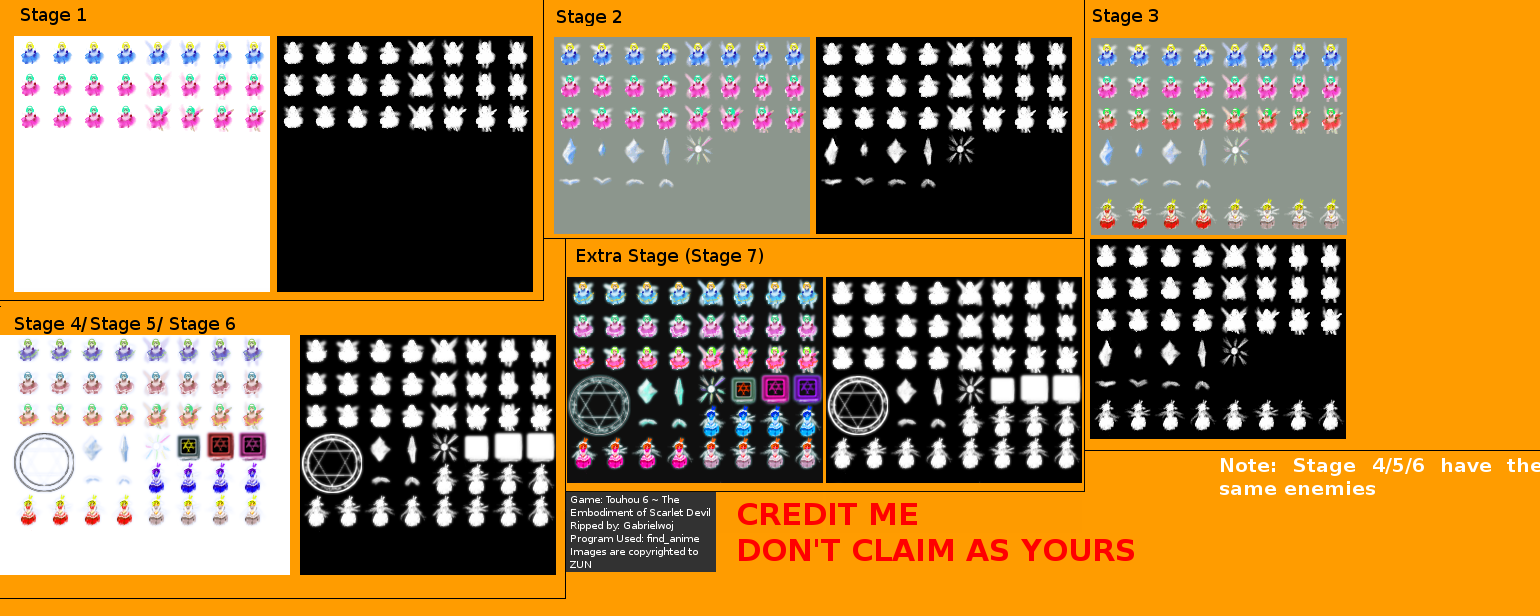 Stage 1
Stage 2
Stage 3
Extra Stage (Stage 7)
Stage 4/Stage 5/ Stage 6
Note: Stage 4/5/6 have the
same enemies
Game: Touhou 6 ~ The
Embodiment of Scarlet Devil
Ripped by: Gabrielwoj
Program Used: find_anime
Images are copyrighted to
ZUN
CREDIT ME
DON'T CLAIM AS YOURS